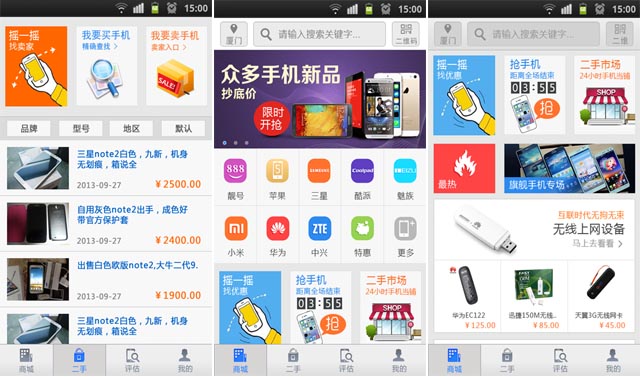 15:00
摇一摇
找卖家
我要买手机
精确查找
我要卖手机
卖家入口
SALE!
品牌
型号
地区
默认
三星note2白色，九新，机身
无划痕，箱说全
2013-09-27
¥ 2500.00
自用灰色note2出手，成色好
带官方保护套
2013-09-27
¥ 2400.00
出售白色欧版note2,大牛二代9.
2013-09-27
¥ 1900.00
三星note2白色，九新，机身
无划痕，箱说全
商城
二手
评估
我的
15:00
厦门
请输入搜索关键字...
二维码
众多手机新品
抄底价
限时
开抢
888
靓号
苹果
SAMSUNG
三星
Coolpad
酷派
MEIZU
魅族
小米
华为
ZTE
中兴
特惠
更多
摇一摇
找优惠
抢手机
距离全场结束
03:55
抢
二手市场
24小时手机当铺
SHOP
商城
二手
评估
我的
15:00
厦门
请输入搜索关键字...
二维码
摇一摇
找优惠
抢手机
距离全场结束
03:55
抢
二手市场
24小时手机当铺
SHOP
最热
旗舰手机专场
互联时代无拘无束
无线上网设备
马上去看看
华为EC122
¥ 125.00
FAST
迅捷150M无线..
¥ 85.00
天翼3G无线网卡
¥ 45.00
商城
二手
评估
我的